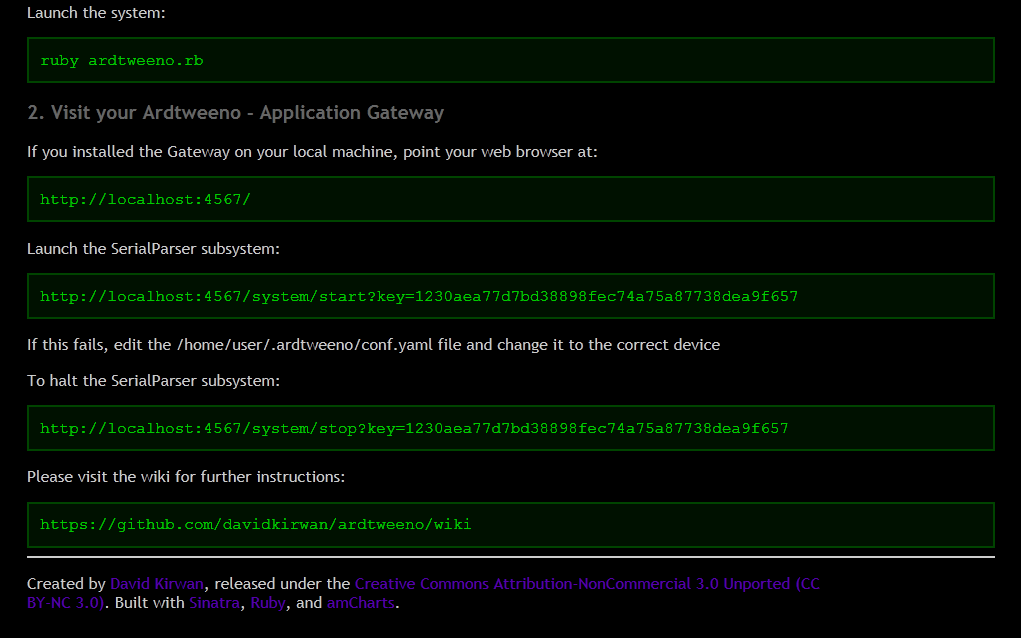 Launch the system:
ruby ardtweeno.rb
2. Visit your Ardtweeno - Application Gateway
If you installed the Gateway on your local machine, point your web browser at:
http://localhost:4567/
Launch the SerialParser subsystem:
http://localhost:4567/system/start?key=1230aea77d7bd38898fec74a75a87738dea9f657
If this fails, edit the /home/user/.ardtweeno/conf.yaml file and change it to the correct device
To halt the SerialParser subsystem:
http://localhost:4567/system/stop?key=1230aea77d7bd38898fec74a75a87738dea9f657
Please visit the wiki for further instructions:
https://github.com/davidkirwan/ardtweeno/wiki
Created by David Kirwan, released under the Creative Commons Attribution-NonCommercial 3.0 Unported (CC
BY-NC 3.0). Built with Sinatra, Ruby, and amCharts.